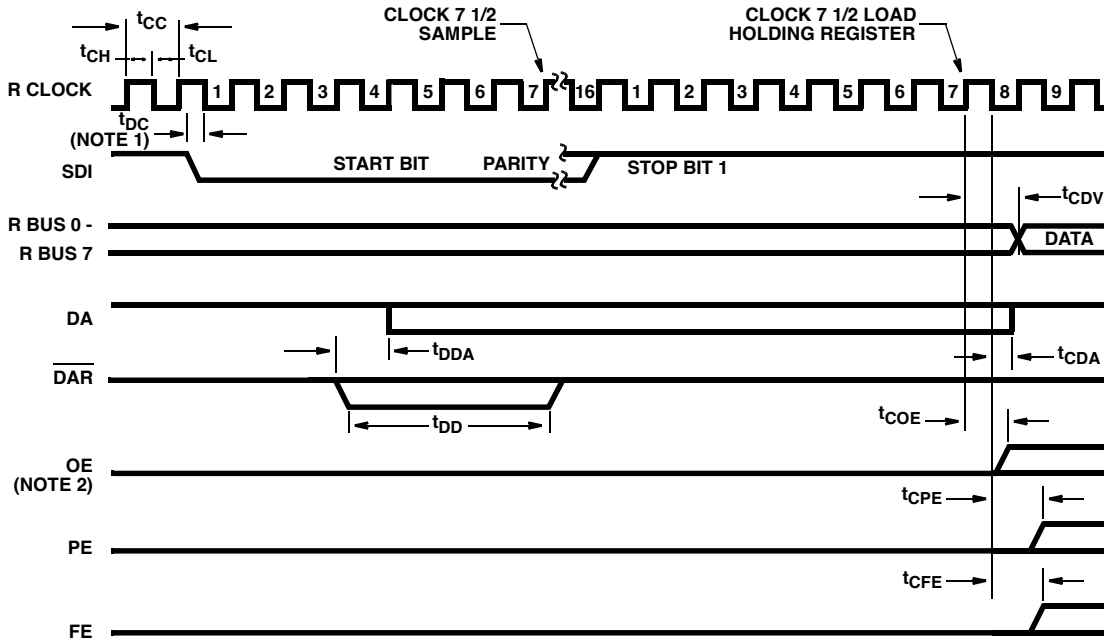 CLOCK 7 1/2
SAMPLE
CLOCK 7 1/2 LOAD
HOLDING REGISTER
tCC
tCH
tCL
R CLOCK
1 2 3 4 5 6 7 16 1 2 3 4 5 6 7 8 9
tDC
(NOTE 1)
SDI
START BIT
PARITY
STOP BIT 1
tCDV
R BUS 0 -
R BUS 7
DATA
DA
tDDA
tCDA
DAR
tDD
tCOE
OE
(NOTE 2)
tCPE
PE
tCFE
FE